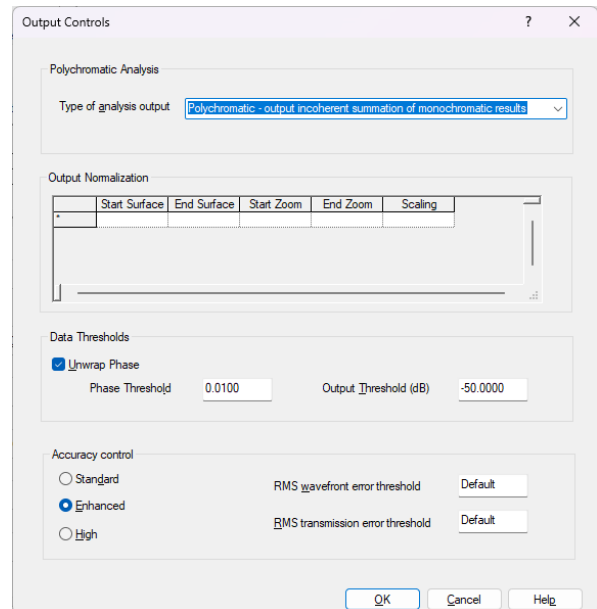 Output Controls ? ×
Polychromatic Analysis
Type of analysis output Polychromatic - output incoherent summation of monochromatic results
Output Normalization
Start Surface End Surface Start Zoom End Zoom Scaling
*
Data Thresholds
Unwrap Phase
Phase Threshold 0.0100 Output Threshold (dB) -50.0000
Accuracy control
Standard
RMS wavefront error threshold Default
Enhanced
RMS transmission error threshold Default
High
OK Cancel Help